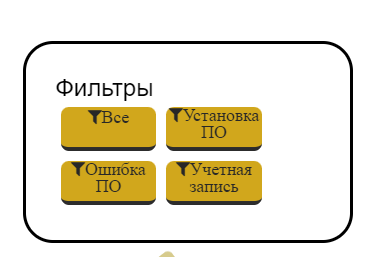 Фильтры
Все
Установка
ПО
Ошибка
ПО
Учетная
запись